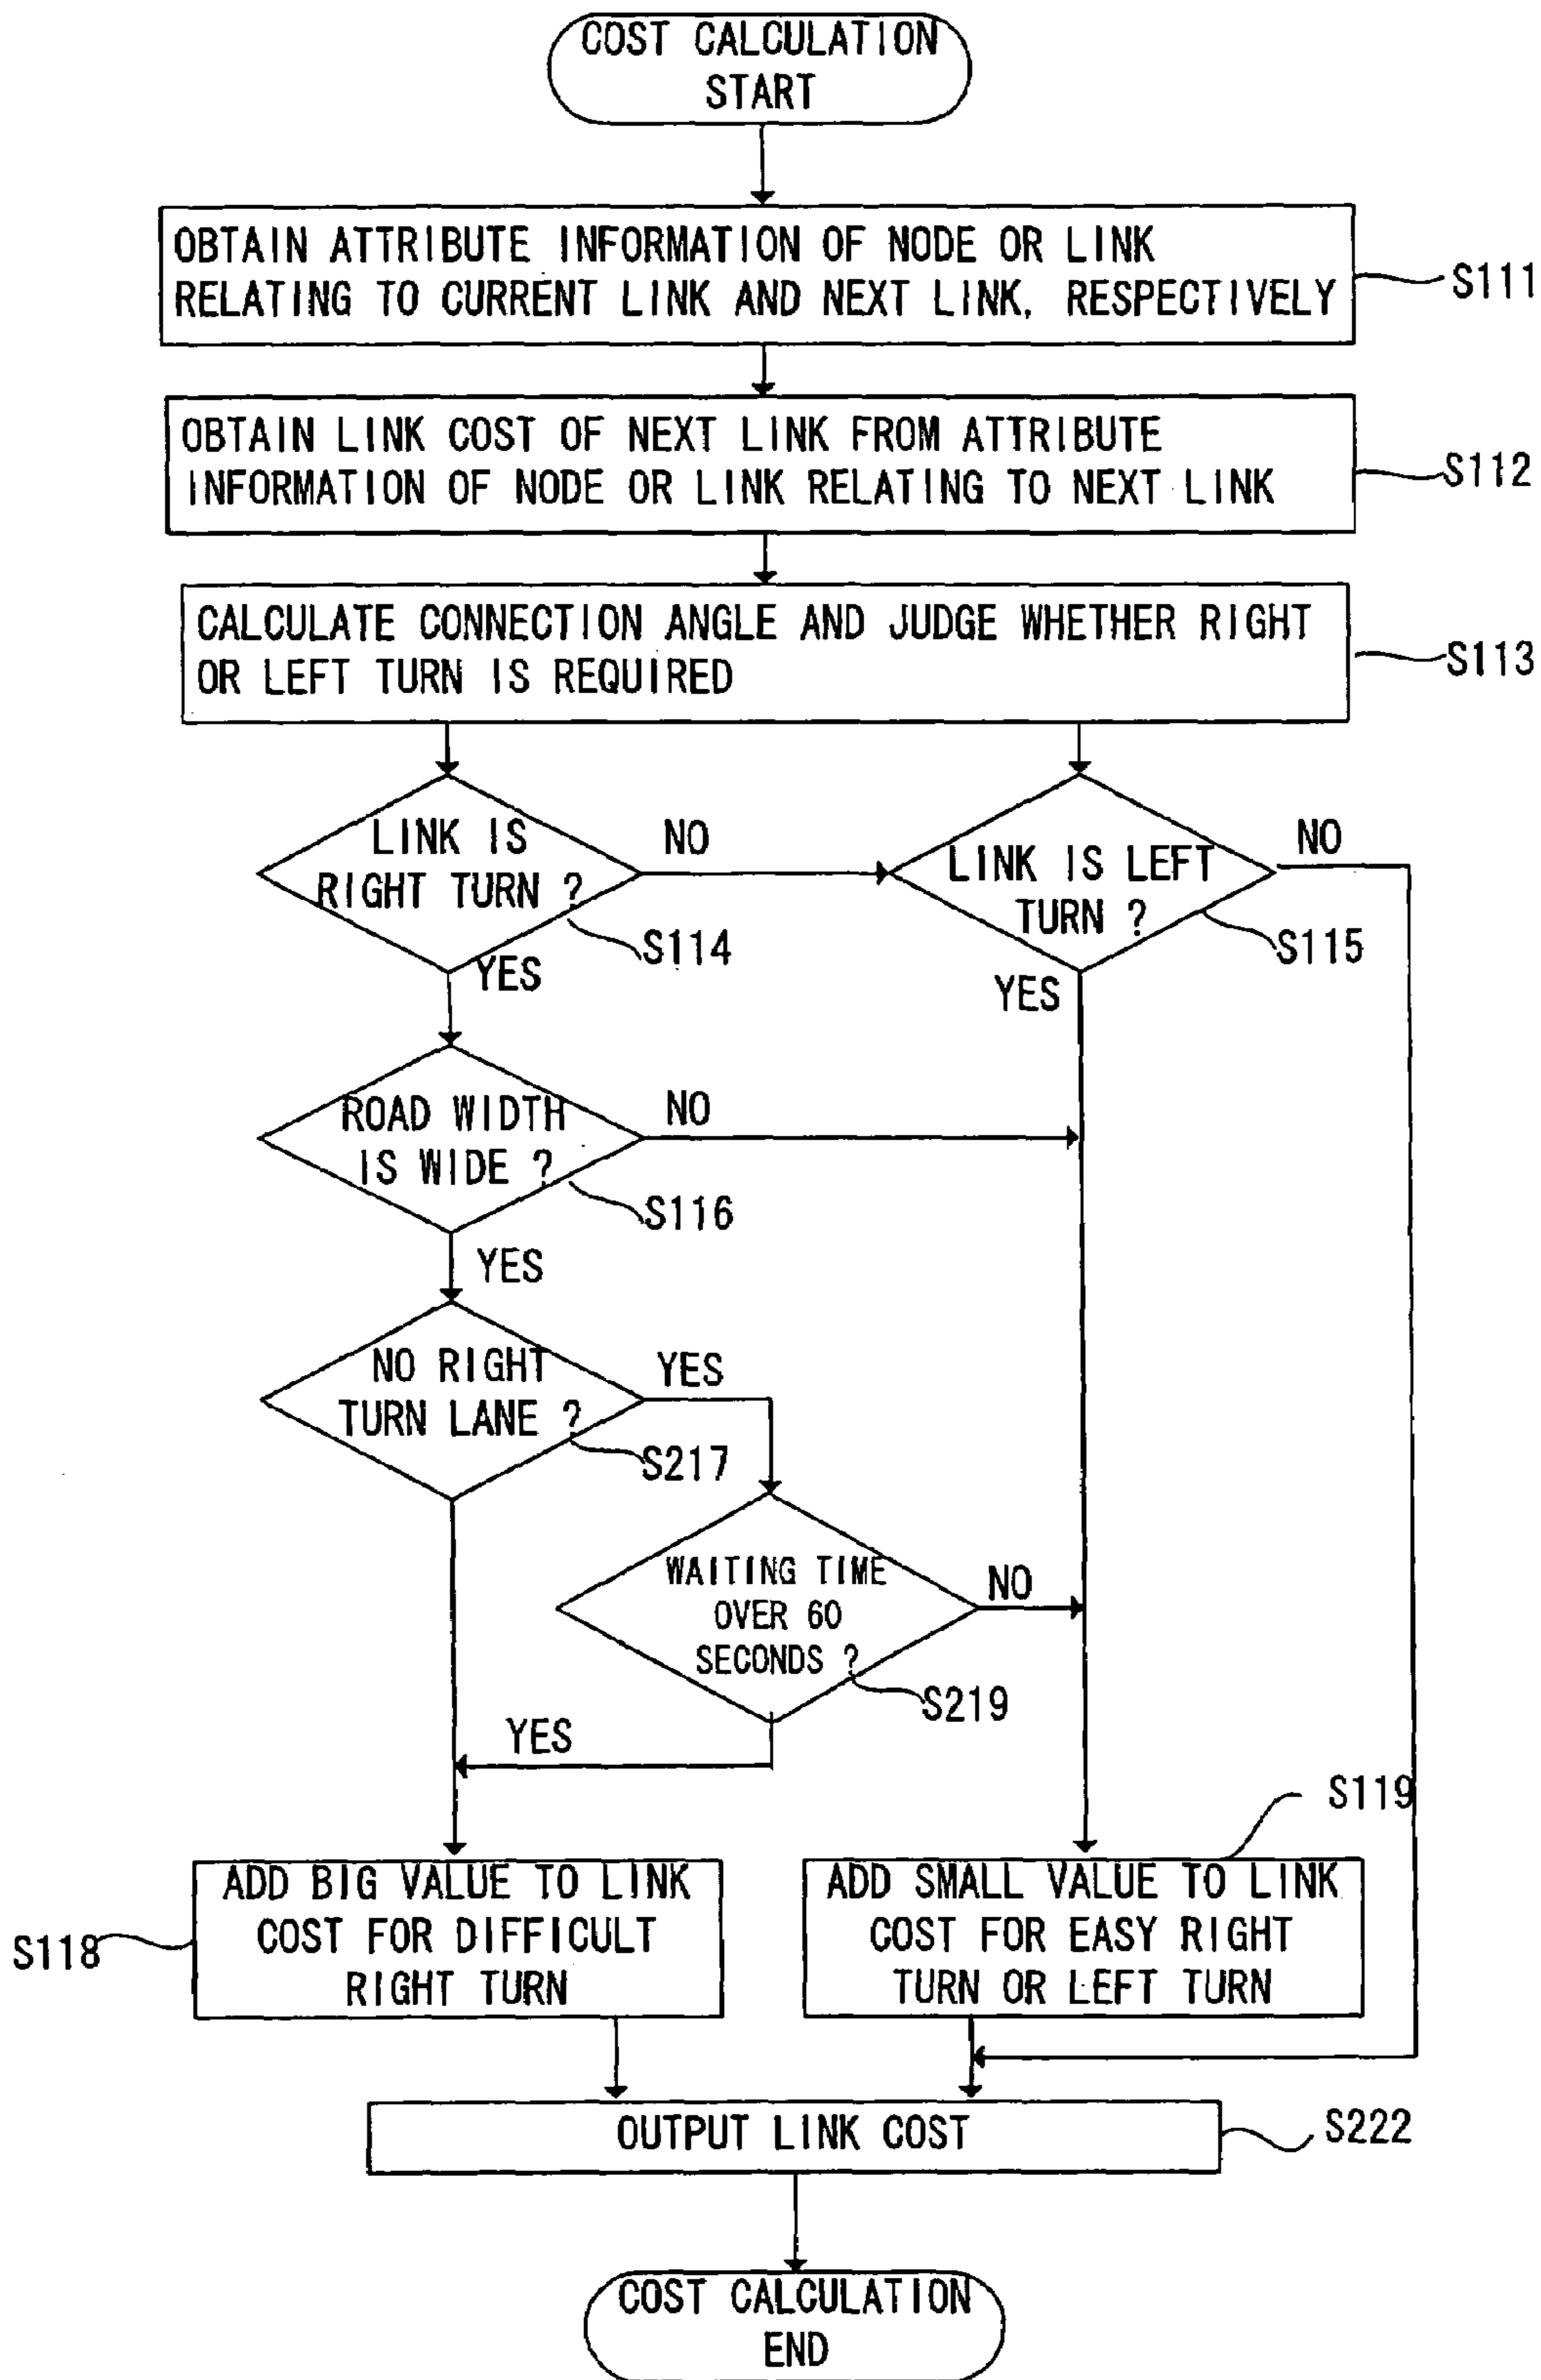 COST CALCULATION
START
OBTAIN ATTRIBUTE INFORMATION OF NODE OR LINK
RELATING TO CURRENT LINK AND NEXT LINK, RESPECTIVELY
S111
OBTAIN LINK COST OF NEXT LINK FROM ATTRIBUTE
INFORMATION OF NODE OR LINK RELATING TO NEXT LINK
S112
CALCULATE CONNECTION ANGLE AND JUDGE WHETHER RIGHT
OR LEFT TURN IS REQUIRED
S113
LINK IS
RIGHT TURN ?
NO
S114
YES
LINK IS LEFT
TURN ?
NO
S115
YES
ROAD WIDTH
IS WIDE ?
NO
S116
YES
NO RIGHT
TURN LANE ?
YES
S217
WAITING TIME
OVER 60
SECONDS ?
NO
S219
YES
S119
ADD BIG VALUE TO LINK
COST FOR DIFFICULT
RIGHT TURN
S118
ADD SMALL VALUE TO LINK
COST FOR EASY RIGHT
TURN OR LEFT TURN
OUTPUT LINK COST
S222
COST CALCULATION
END